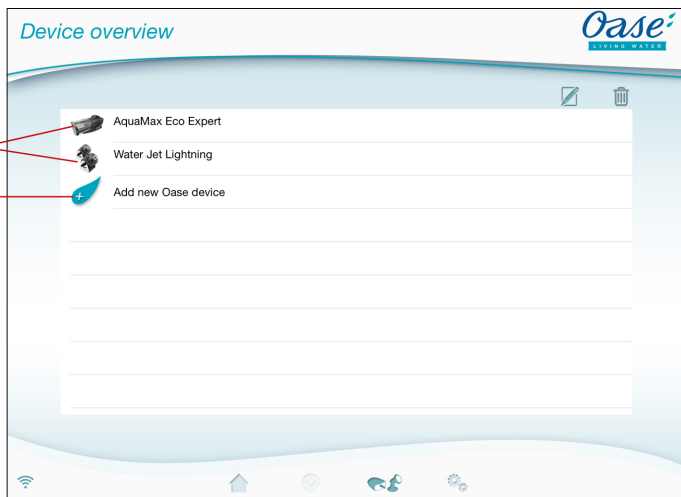 Device overview
Oase
LIVING WATER
AquaMax Eco Expert
Water Jet Lightning
Add new Oase device